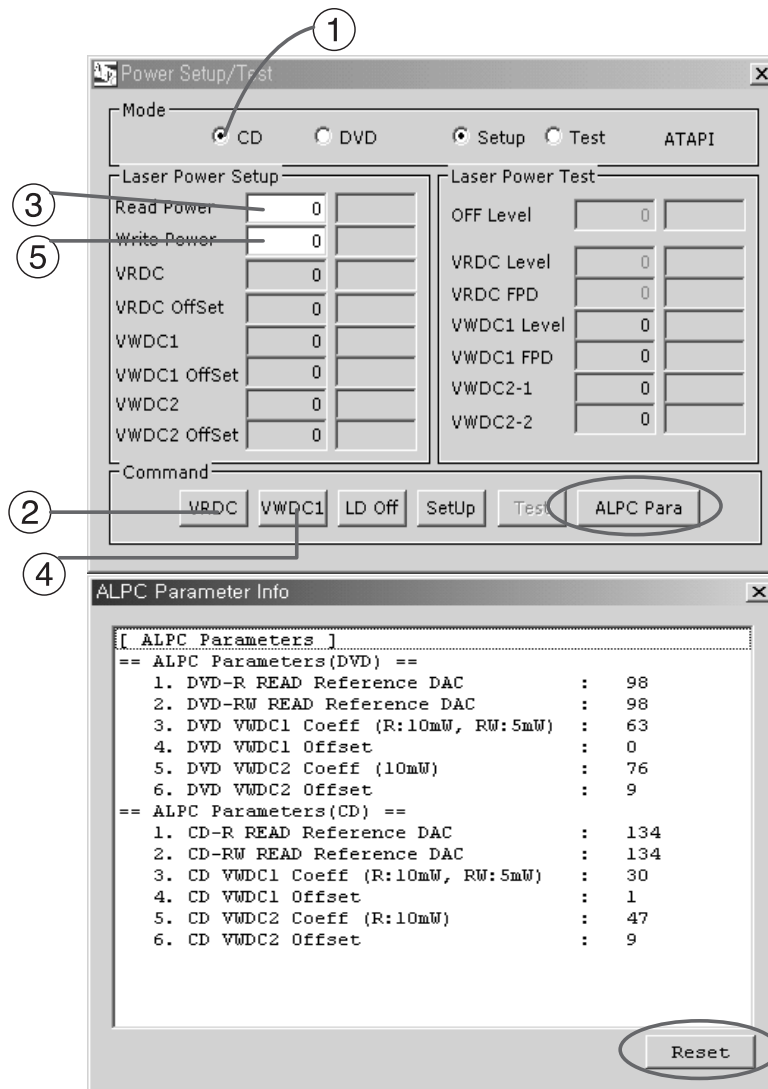 1
Power Setup/Test
Mode
CD DVD Setup Test ATAPI
Laser Power Setup
3 Read Power 0
5 Write Power 0
VRDC 0
VRDC OffSet 0
VWDC1 0
VWDC1 OffSet 0
VWDC2 0
VWDC2 OffSet 0
Laser Power Test
OFF Level 0
VRDC Level 0
VRDC FPD 0
VWDC1 Level 0
VWDC1 FPD 0
VWDC2-1 0
VWDC2-2 0
Command
2 VRDC VWDC1 LD Off SetUp Test ALPC Para
4
ALPC Parameter Info
[ ALPC Parameters ]
== ALPC Parameters(DVD) ==
1. DVD-R READ Reference DAC : 98
2. DVD-RW READ Reference DAC : 98
3. DVD VWDC1 Coeff (R:10mW, RW:5mW) : 63
4. DVD VWDC1 Offset : 0
5. DVD VWDC2 Coeff (10mW) : 76
6. DVD VWDC2 Offset : 9
== ALPC Parameters(CD) ==
1. CD-R READ Reference DAC : 134
2. CD-RW READ Reference DAC : 134
3. CD VWDC1 Coeff (R:10mW, RW:5mW) : 30
4. CD VWDC1 Offset : 1
5. CD VWDC2 Coeff (R:10mW) : 47
6. CD VWDC2 Offset : 9
Reset